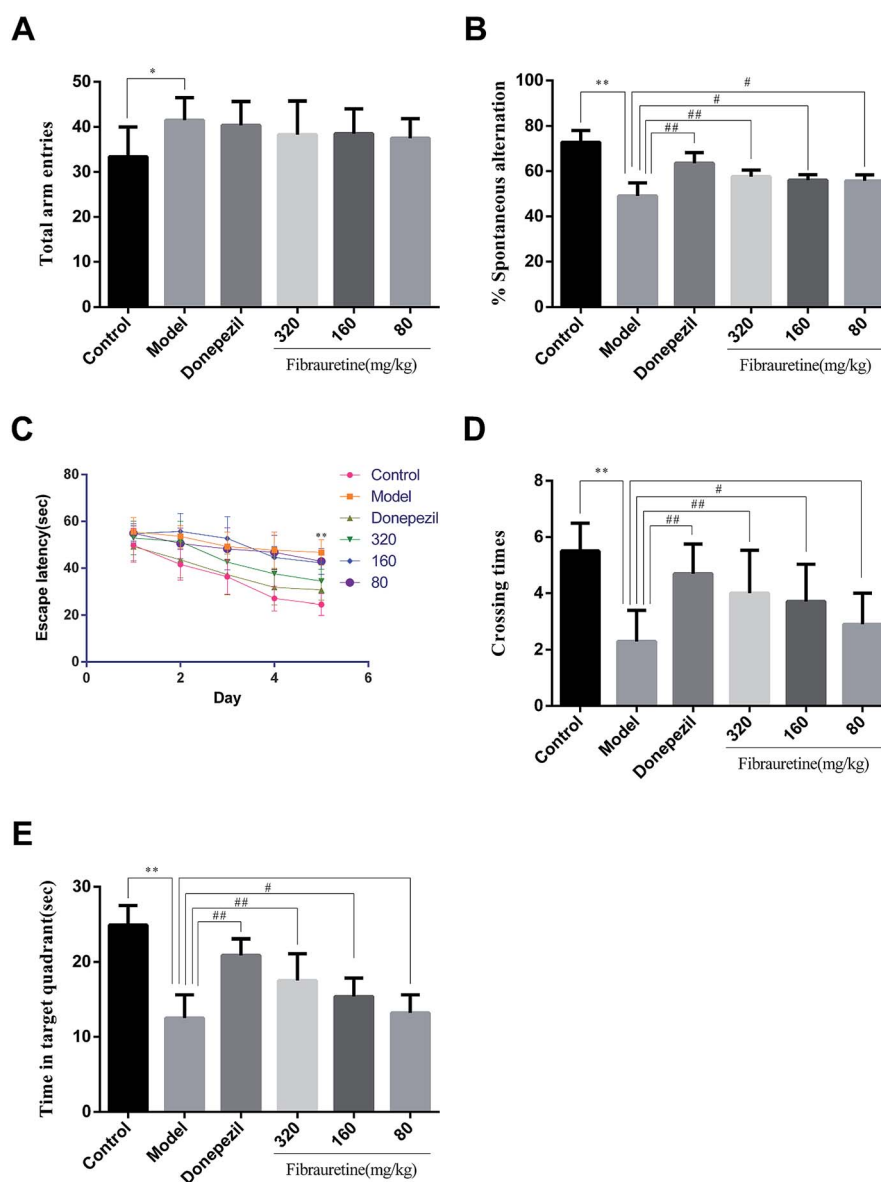 A
Total arm entries
50
40
30
20
10
0
*
Control
Model
Donepezil
320
160
80
Fibrauretine(mg/kg)
B
% Spontaneous alternation
100
80
60
40
20
0
**
#
#
##
##
Control
Model
Donepezil
320
160
80
Fibrauretine(mg/kg)
C
Escape latency(sec)
80
60
40
20
0
0
2
4
6
Day
**
Control
Model
Donepezil
320
160
80
D
Crossing times
8
6
4
2
0
**
#
##
##
Control
Model
Donepezil
320
160
80
Fibrauretine(mg/kg)
E
Time in target quadrant(sec)
30
20
10
0
**
#
##
##
Control
Model
Donepezil
320
160
80
Fibrauretine(mg/kg)